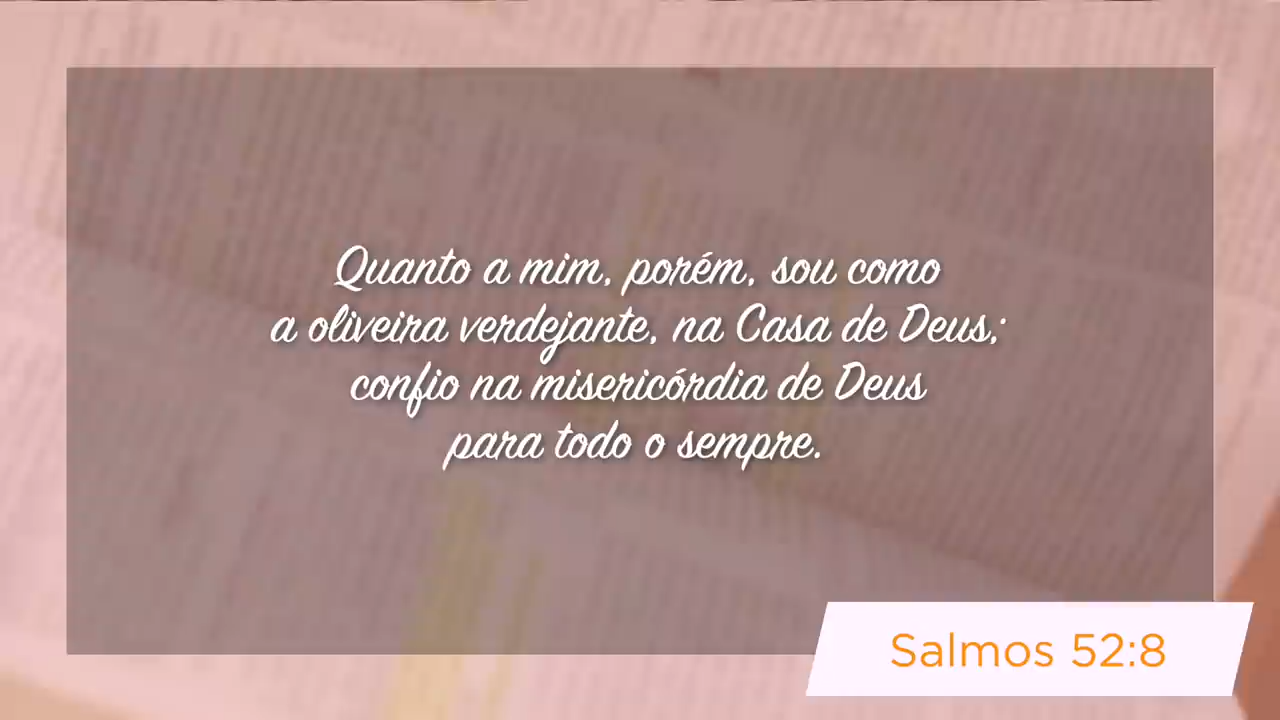 Quanto a mim, porém, sou como
a oliveira verdejante, na Casa de Deus;
confio na misericórdia de Deus
para todo o sempre.
Salmos 52:8